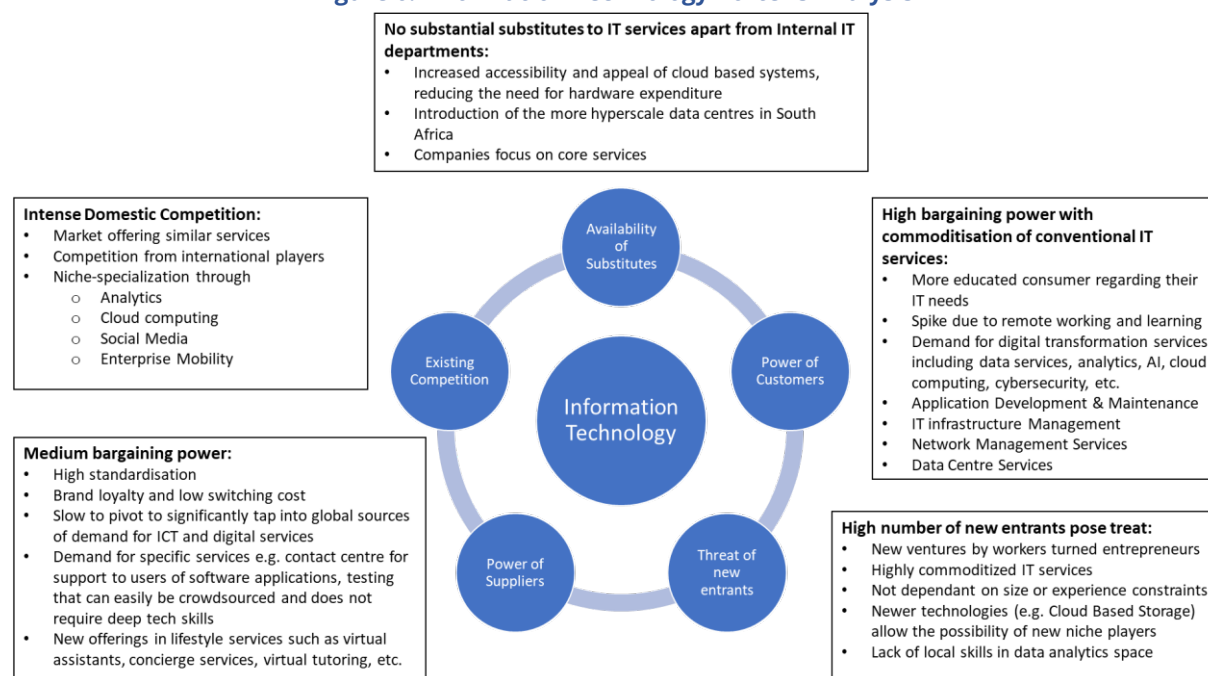 No substantial substitutes to IT services apart from Internal IT
departments:
• Increased accessibility and appeal of cloud based systems,
reducing the need for hardware expenditure
• Introduction of the more hyperscale data centres in South
Africa
• Companies focus on core services
Intense Domestic Competition:
• Market offering similar services
• Competition from international players
• Niche-specialization through
o Analytics
o Cloud computing
o Social Media
o Enterprise Mobility
High bargaining power with
commoditisation of conventional IT
services:
• More educated consumer regarding their
IT needs
• Spike due to remote working and learning
• Demand for digital transformation services
including data services, analytics, AI, cloud
computing, cybersecurity, etc.
• Application Development & Maintenance
• IT infrastructure Management
• Network Management Services
• Data Centre Services
Availability
of
Substitutes
Existing
Competition
Power of
Customers
Information
Technology
Power of
Suppliers
Threat of
new
entrants
Medium bargaining power:
• High standardisation
• Brand loyalty and low switching cost
• Slow to pivot to significantly tap into global sources
of demand for ICT and digital services
• Demand for specific services e.g. contact centre for
support to users of software applications, testing
that can easily be crowdsourced and does not
require deep tech skills
• New offerings in lifestyle services such as virtual
assistants, concierge services, virtual tutoring, etc.
High number of new entrants pose treat:
• New ventures by workers turned entrepreneurs
• Highly commoditized IT services
• Not dependant on size or experience constraints
• Newer technologies (e.g. Cloud Based Storage)
allow the possibility of new niche players
• Lack of local skills in data analytics space